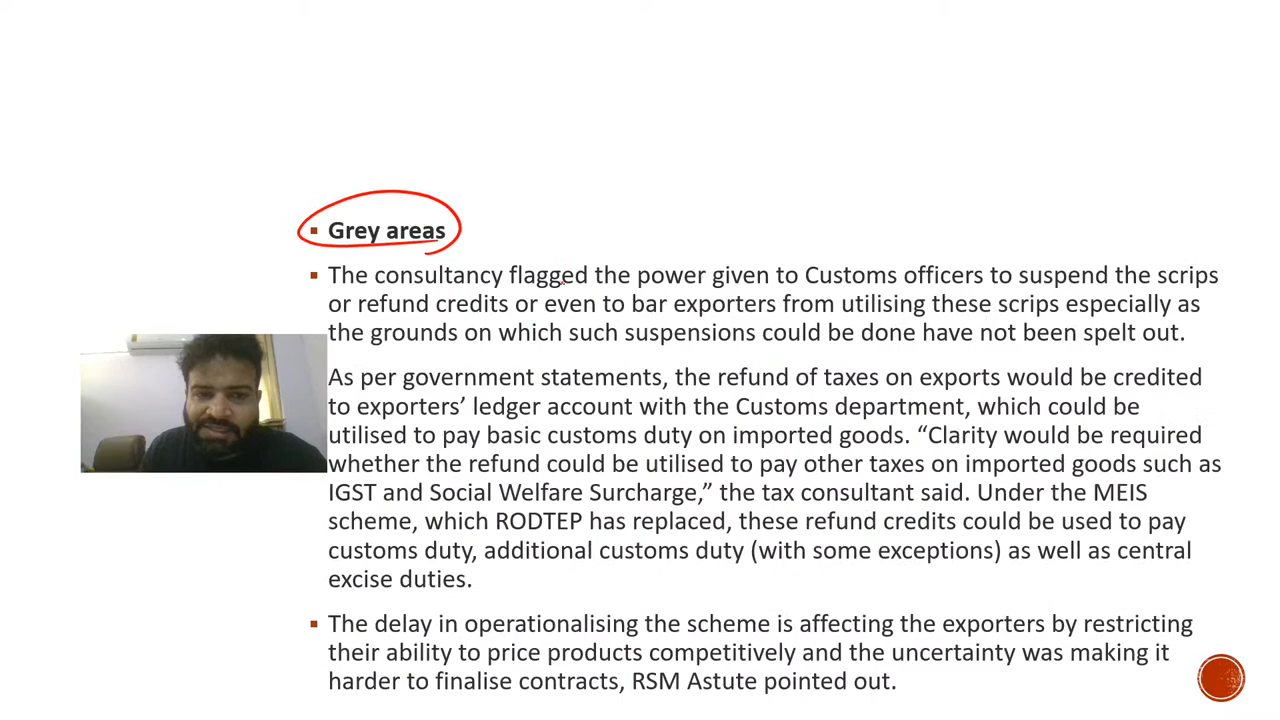 Grey areas
The consultancy flagged the power given to Customs officers to suspend the scrips
or refund credits or even to bar exporters from utilising these scrips especially as
the grounds on which such suspensions could be done have not been spelt out.
As per government statements, the refund of taxes on exports would be credited
to exporters’ ledger account with the Customs department, which could be
utilised to pay basic customs duty on imported goods. “Clarity would be required
whether the refund could be utilised to pay other taxes on imported goods such as
IGST and Social Welfare Surcharge,” the tax consultant said. Under the MEIS
scheme, which RODTEP has replaced, these refund credits could be used to pay
customs duty, additional customs duty (with some exceptions) as well as central
excise duties.
The delay in operationalising the scheme is affecting the exporters by restricting
their ability to price products competitively and the uncertainty was making it
harder to finalise contracts, RSM Astute pointed out.